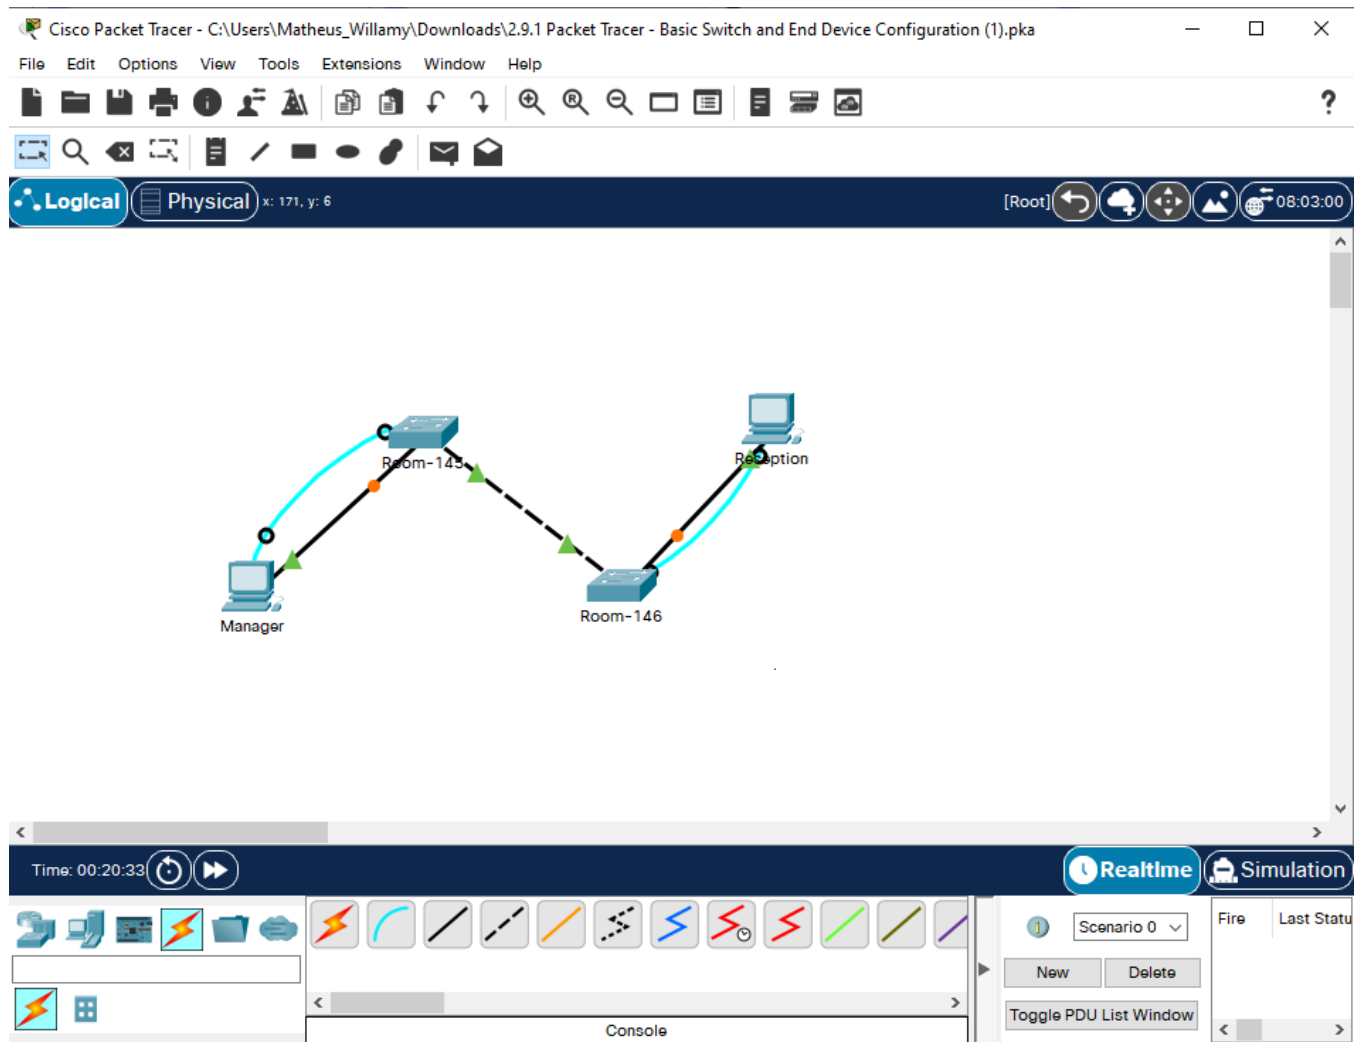 Cisco Packet Tracer - C:\Users\Matheus_Willamy\Downloads\2.9.1 Packet Tracer - Basic Switch and End Device Configuration (1).pka
File Edit Options View Tools Extensions Window Help
?
Logical Physical x: 171, y: 6 [Root] 08:03:00
Room-145
Reception
Room-146
Manager
Time: 00:20:33 Realtime Simulation
Scenario 0 Fire Last Statu
New Delete
Toggle PDU List Window
Console